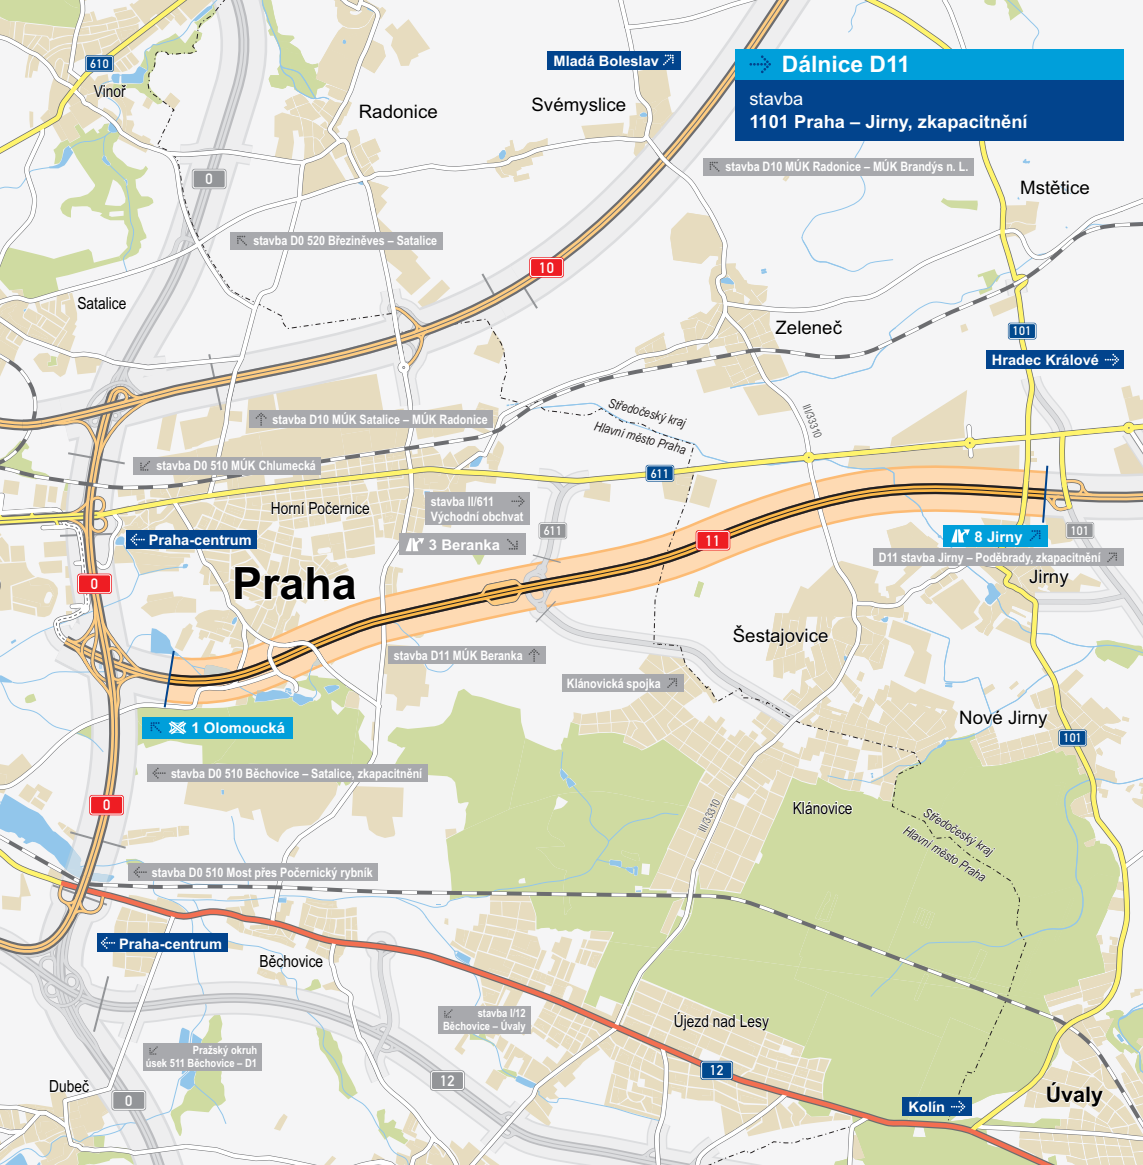 610
Vinoř
Radonice
Svémyslice
Mladá Boleslav
Dálnice D11
stavba
1101 Praha – Jirny, zkapacitnění
stavba D10 MÚK Radonice – MÚK Brandýs n. L.
0
Mstětice
stavba D0 520 Březiněves – Satalice
10
Satalice
Zeleneč
101
Hradec Králové
Středočeský kraj
Hlavní město Praha
III/33310
stavba D10 MÚK Satalice – MÚK Radonice
stavba D0 510 MÚK Chlumecká
611
Horní Počernice
stavba II/611
Východní obchvat
611
101
Praha-centrum
3 Beranka
11
8 Jirny
D11 stavba Jirny – Poděbrady, zkapacitnění
Jirny
0
Praha
Šestajovice
stavba D11 MÚK Beranka
Klánovická spojka
Nové Jirny
1 Olomoucká
101
stavba D0 510 Běchovice – Satalice, zkapacitnění
0
Klánovice
III/33310
Středočeský kraj
Hlavní město Praha
stavba D0 510 Most přes Počernický rybník
Praha-centrum
Běchovice
stavba I/12
Běchovice – Úvaly
Újezd nad Lesy
Pražský okruh
úsek 511 Běchovice – D1
12
12
Dubeč
0
Kolín
Úvaly